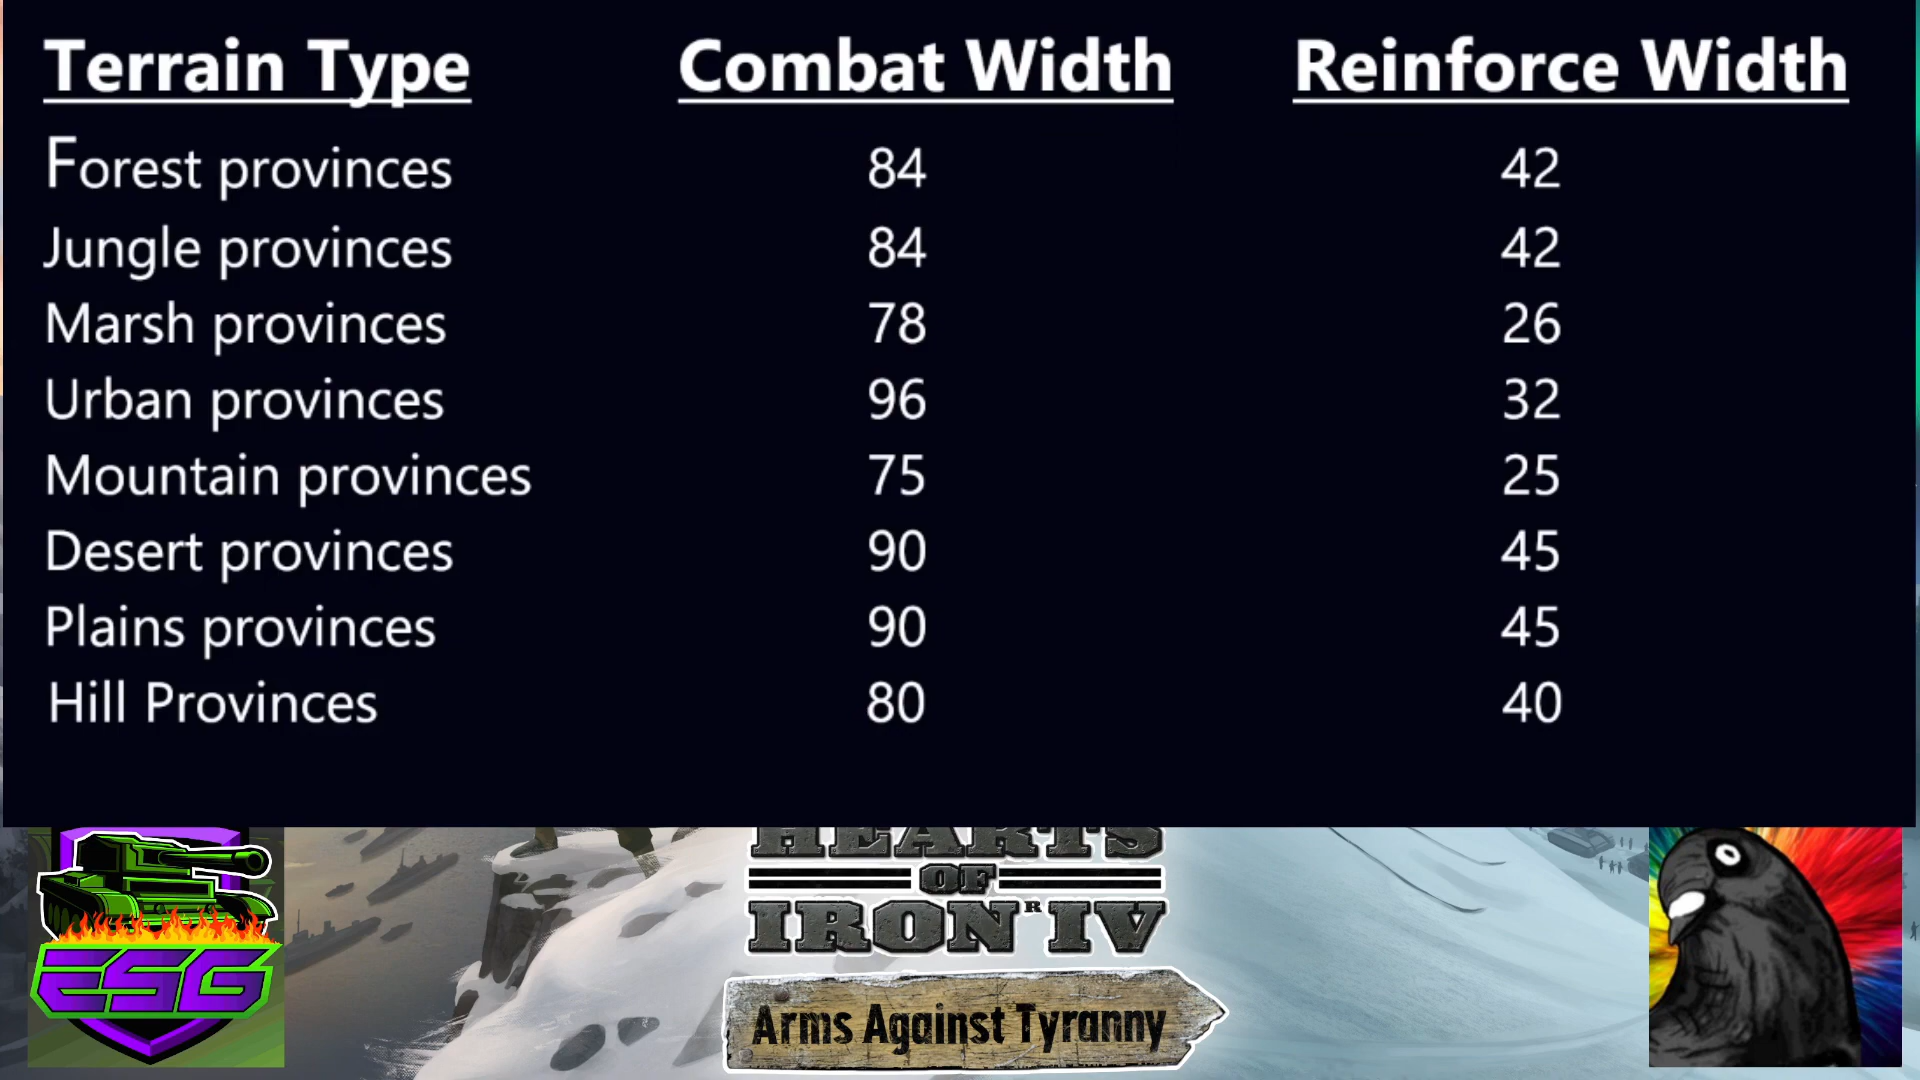 Terrain Type Combat Width Reinforce Width
Forest provinces 84 42
Jungle provinces 84 42
Marsh provinces 78 26
Urban provinces 96 32
Mountain provinces 75 25
Desert provinces 90 45
Plains provinces 90 45
Hill Provinces 80 40
HEARTS
OF
IRON IV
Arms Against Tyranny
ESG